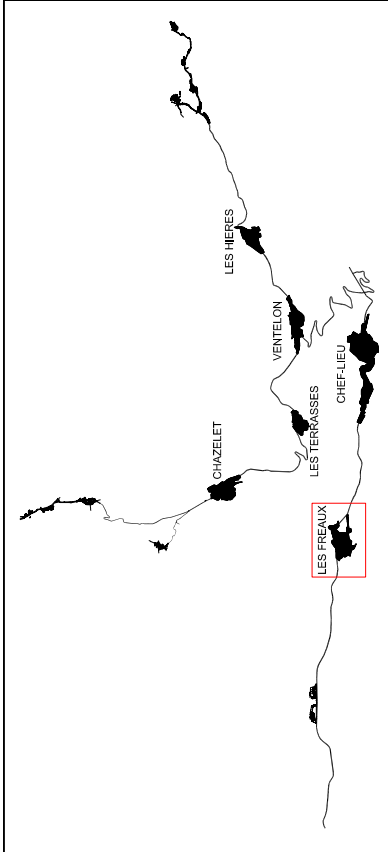 LES HIERES
VENTELON
CHEF-LIEU
LES TERRASSES
CHAZELET
LES FREAUX